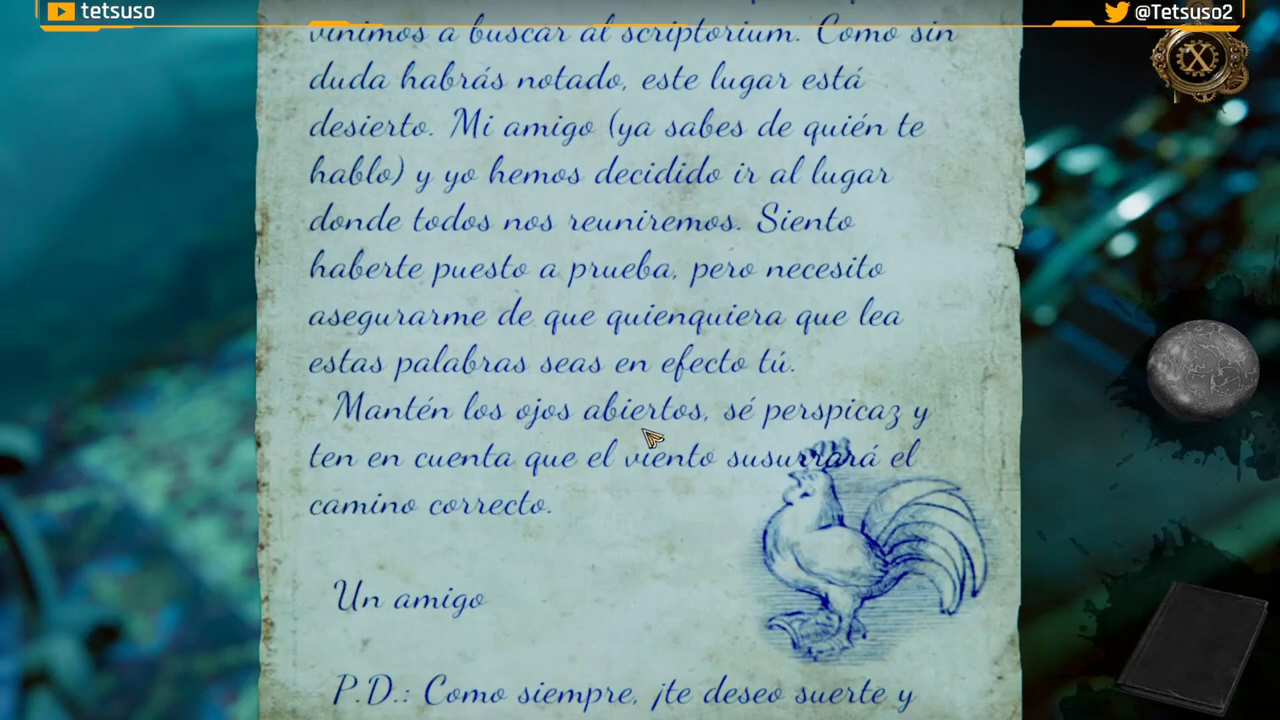 tetsuso
@Tetsuso2
vinimos a buscar al scriptorium. Como sin
duda habrás notado, este lugar está
desierto. Mi amigo (ya sabes de quién te
hablo) y yo hemos decidido ir al lugar
donde todos nos reuniremos. Siento
haberte puesto a prueba, pero necesito
asegurarme de que quienquiera que lea
estas palabras seas en efecto tú.
Mantén los ojos abiertos, sé perspicaz y
ten en cuenta que el viento susurrará el
camino correcto.
Un amigo
P.D.: Como siempre, ¡te deseo suerte y
X